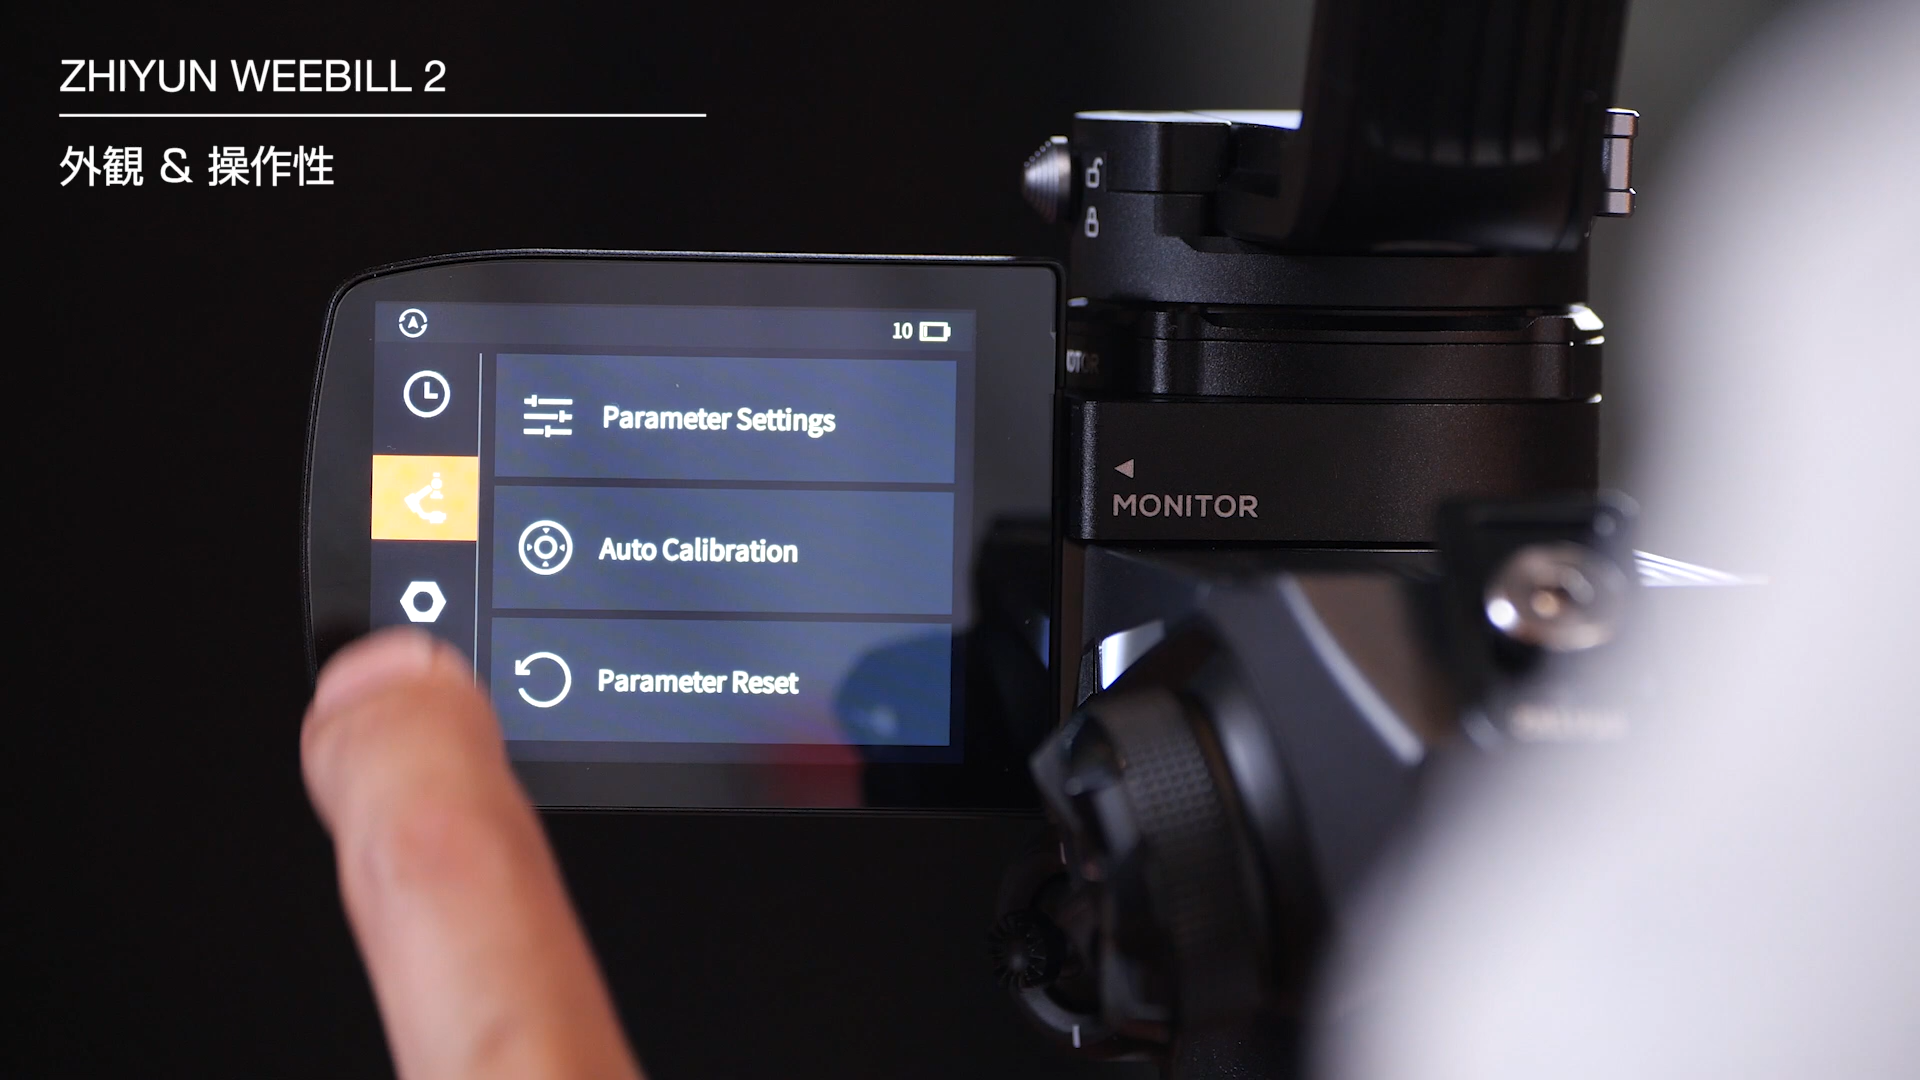 ZHIYUN WEEBILL 2
外観 & 操作性
10
Parameter Settings
Auto Calibration
Parameter Reset
MONITOR